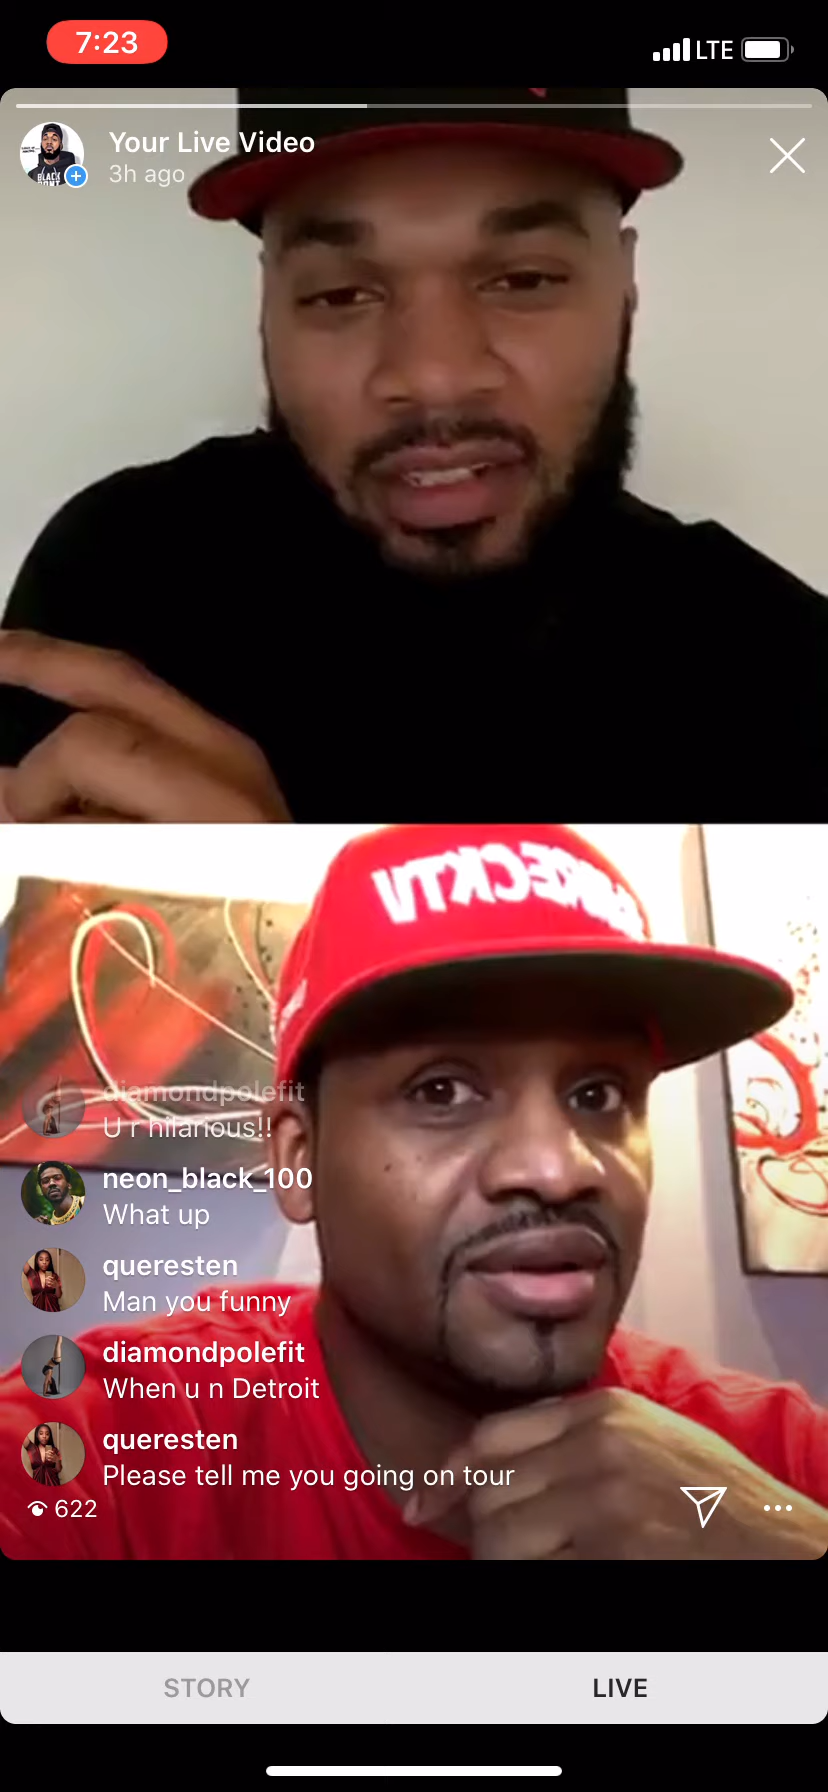 7:23
LTE
Your Live Video
3h ago
BLACK
diamondpolefit
U r hilarious!!
neon_black_100
What up
queresten
Man you funny
diamondpolefit
When u n Detroit
queresten
Please tell me you going on tour
622
STORY
LIVE